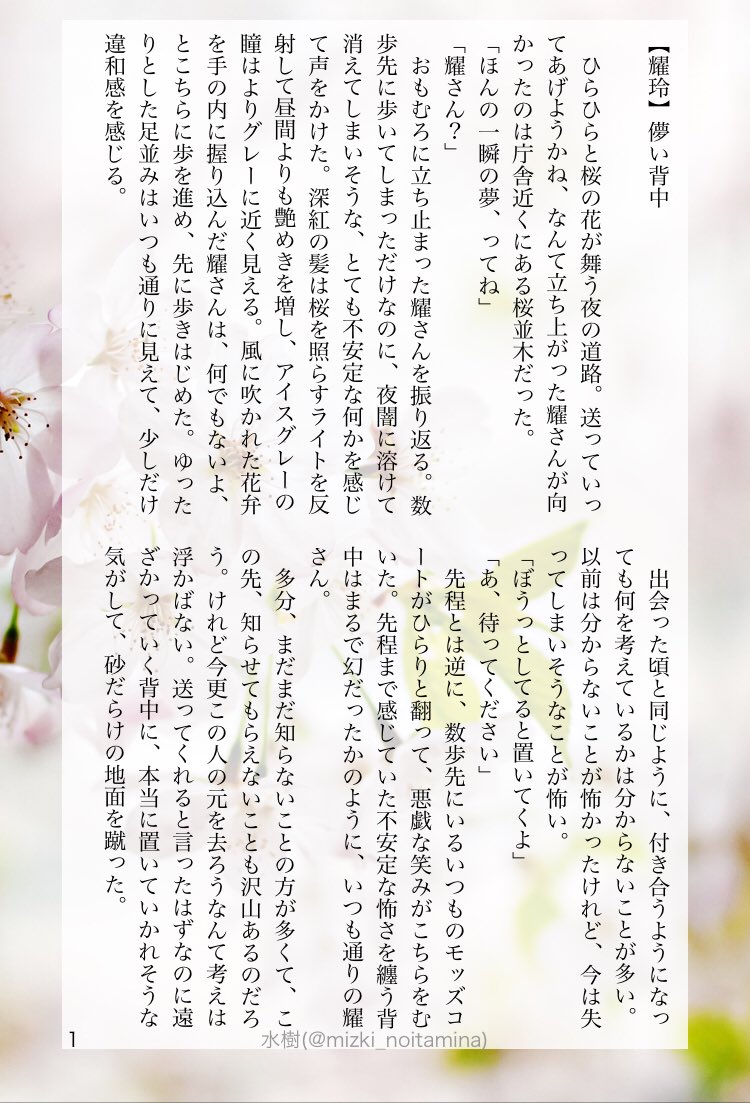 【耀玲】儚い背中
ひらひらと桜の花が舞う夜の道路。送っていっ
てあげようかね、なんて立ち上がった耀さんが向
かったのは庁舎近くにある桜並木だった。
「ほんの一瞬の夢、ってね」
「耀さん？」
おもむろに立ち止まった耀さんを振り返る。数
歩先に歩いてしまっただけなのに、夜闇に溶けて
消えてしまいそうな、とても不安定な何かを感じ
て声をかけた。深紅の髪は桜を照らすライトを反
射して昼間よりも艶めきを増し、アイスグレーの
瞳はよりグレーに近く見える。風に吹かれた花弁
を手の内に握り込んだ耀さんは、何でもないよ、
とこちらに歩を進め、先に歩きはじめた。ゆった
りとした足並みはいつも通りに見えて、少しだけ
違和感を感じる。
出会った頃と同じように、付き合うようになっ
ても何を考えているかは分からないことが多い。
以前は分からないことが怖かったけれど、今は失
ってしまいそうなことが怖い。
「ぼうっとしてると置いてくよ」
「あ、待ってください」
先程とは逆に、数歩先にいるいつものモッズコ
ートがひらりと翻って、悪戯な笑みがこちらをむ
いた。先程まで感じていた不安定な怖さを纏う背
中はまるで幻だったかのように、いつも通りの耀
さん。
多分、まだまだ知らないことの方が多くて、こ
の先、知らせてもらえないことも沢山あるのだろ
う。けれど今更この人の元を去ろうなんて考えは
浮かばない。送ってくれると言ったはずなのに遠
ざかっていく背中に、本当に置いていかれそうな
気がして、砂だらけの地面を蹴った。
1
水樹(@mizki_noitamina)